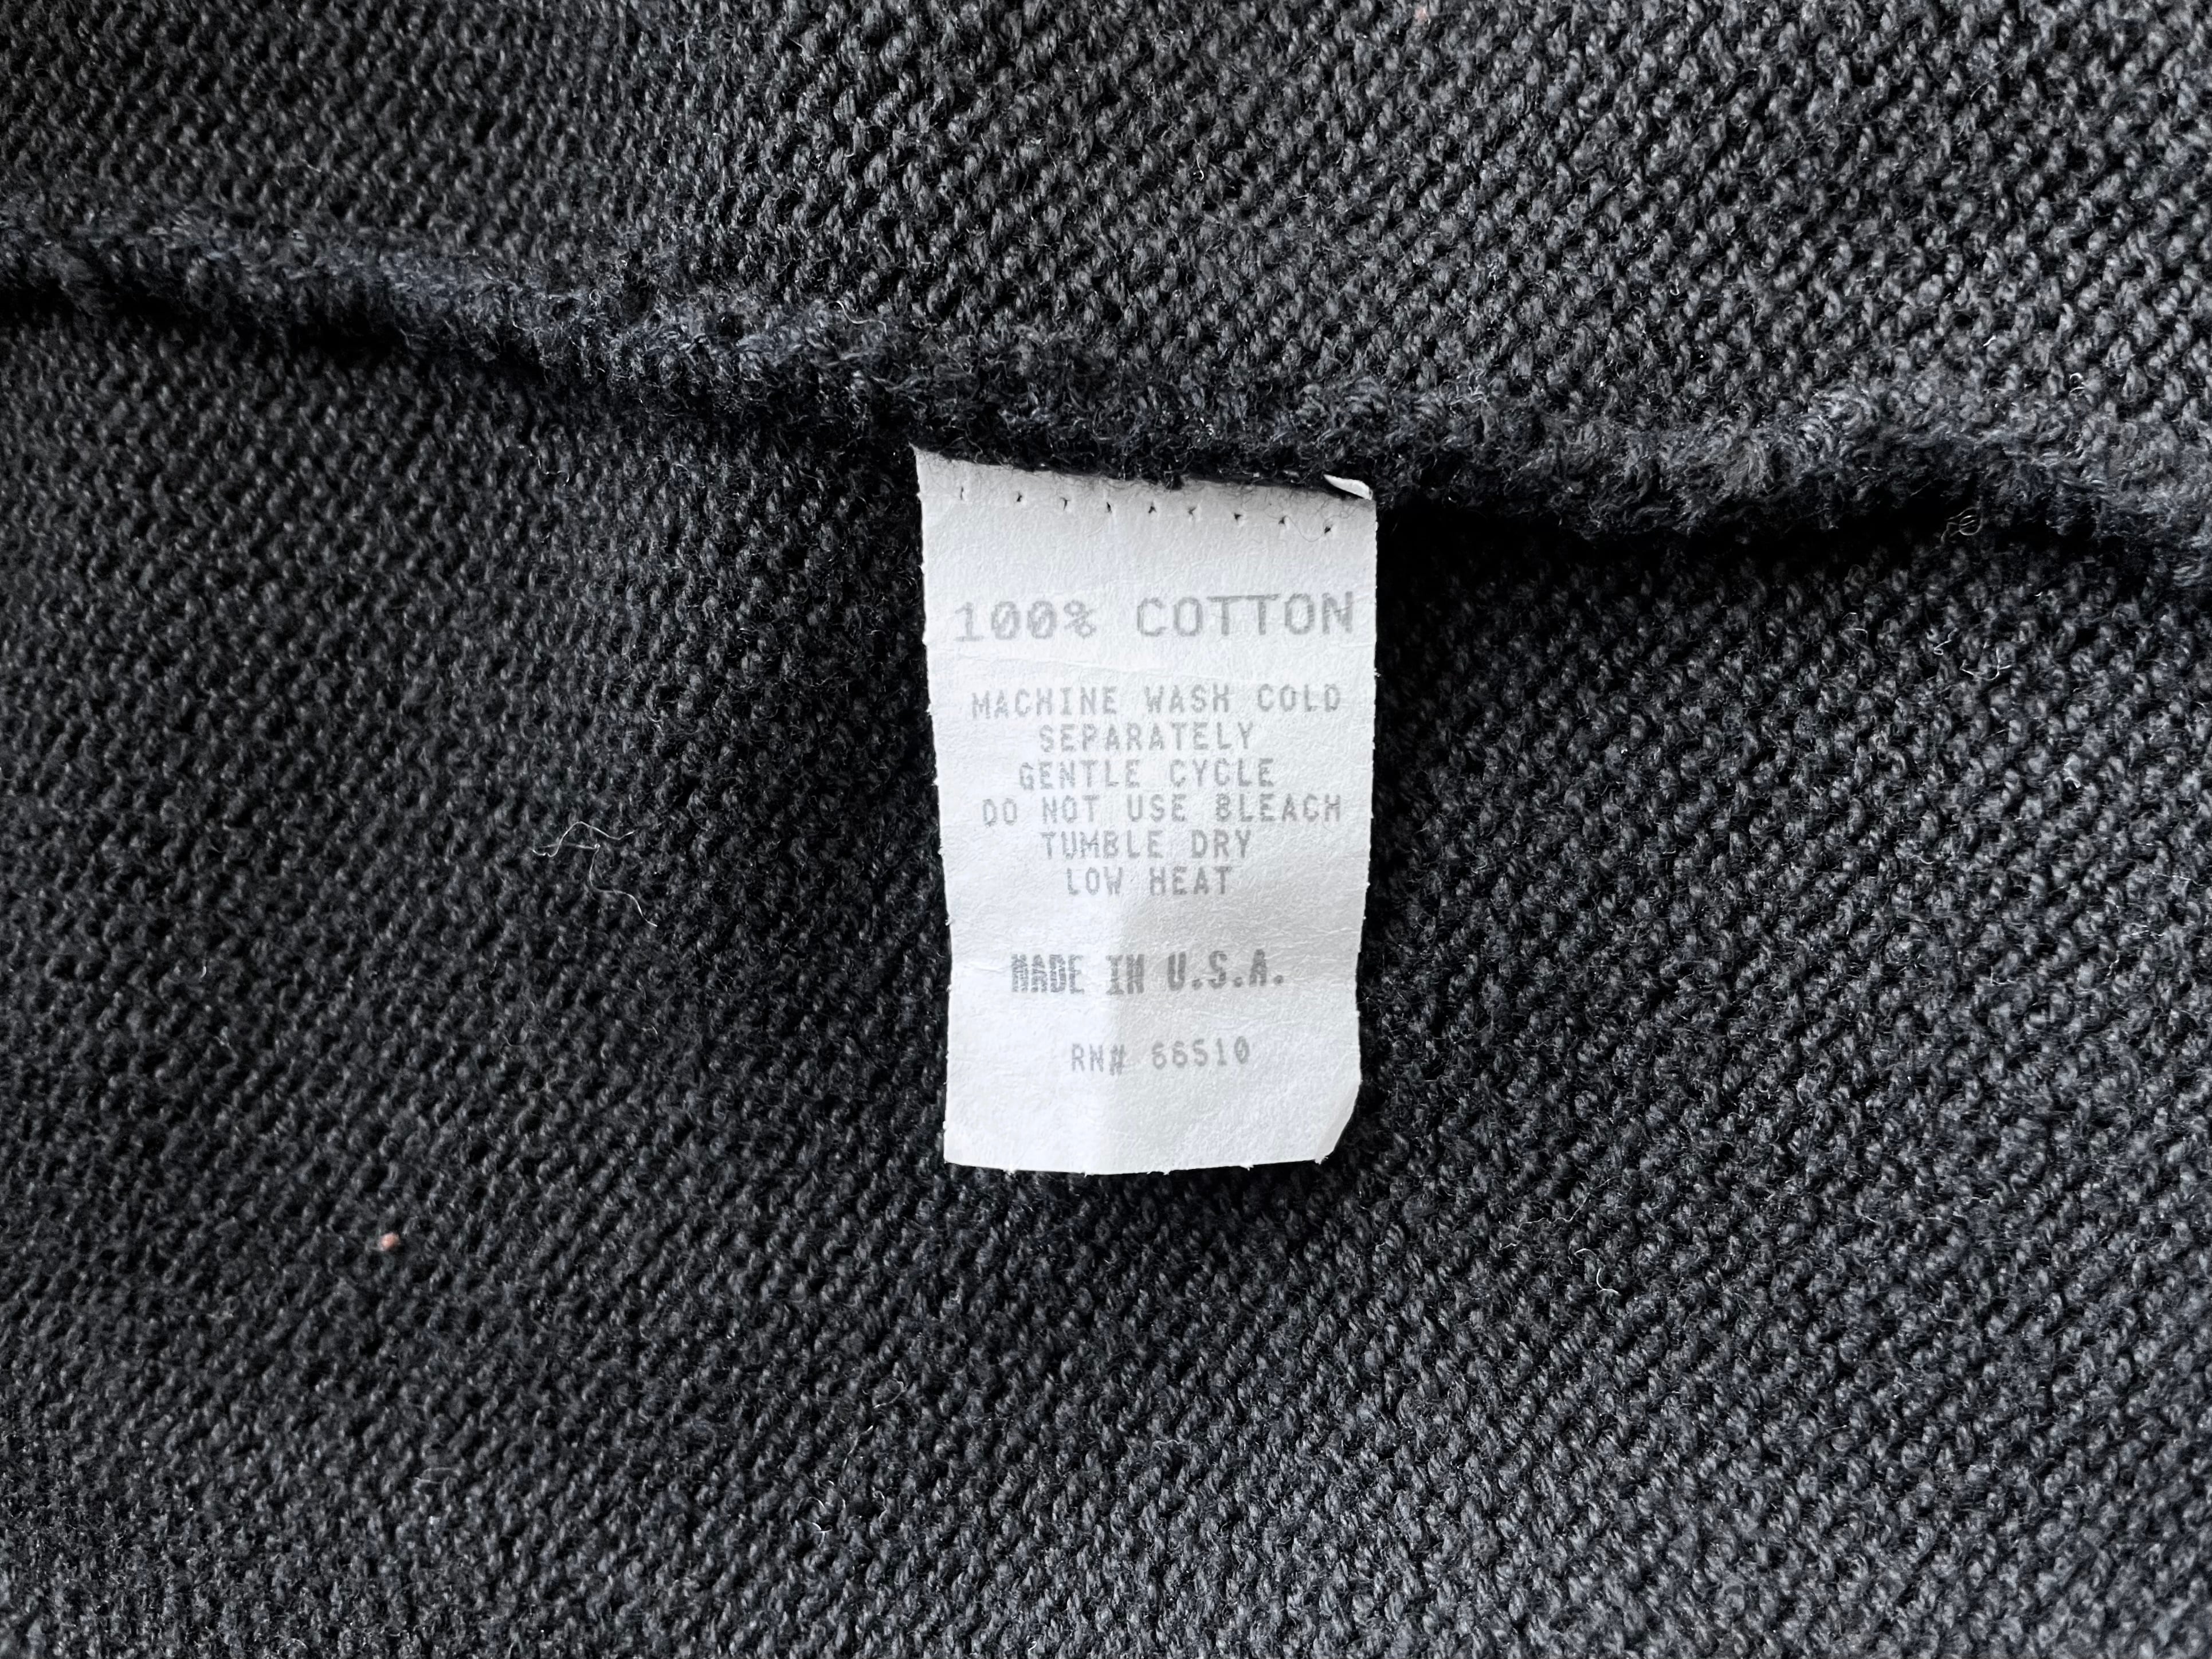 100% COTTON
MACHINE WASH COLD
SEPARATELY
GENTLE CYCLE
DO NOT USE BLEACH
TUMBLE DRY
LOW HEAT
MADE IN U.S.A.
RN# 66510